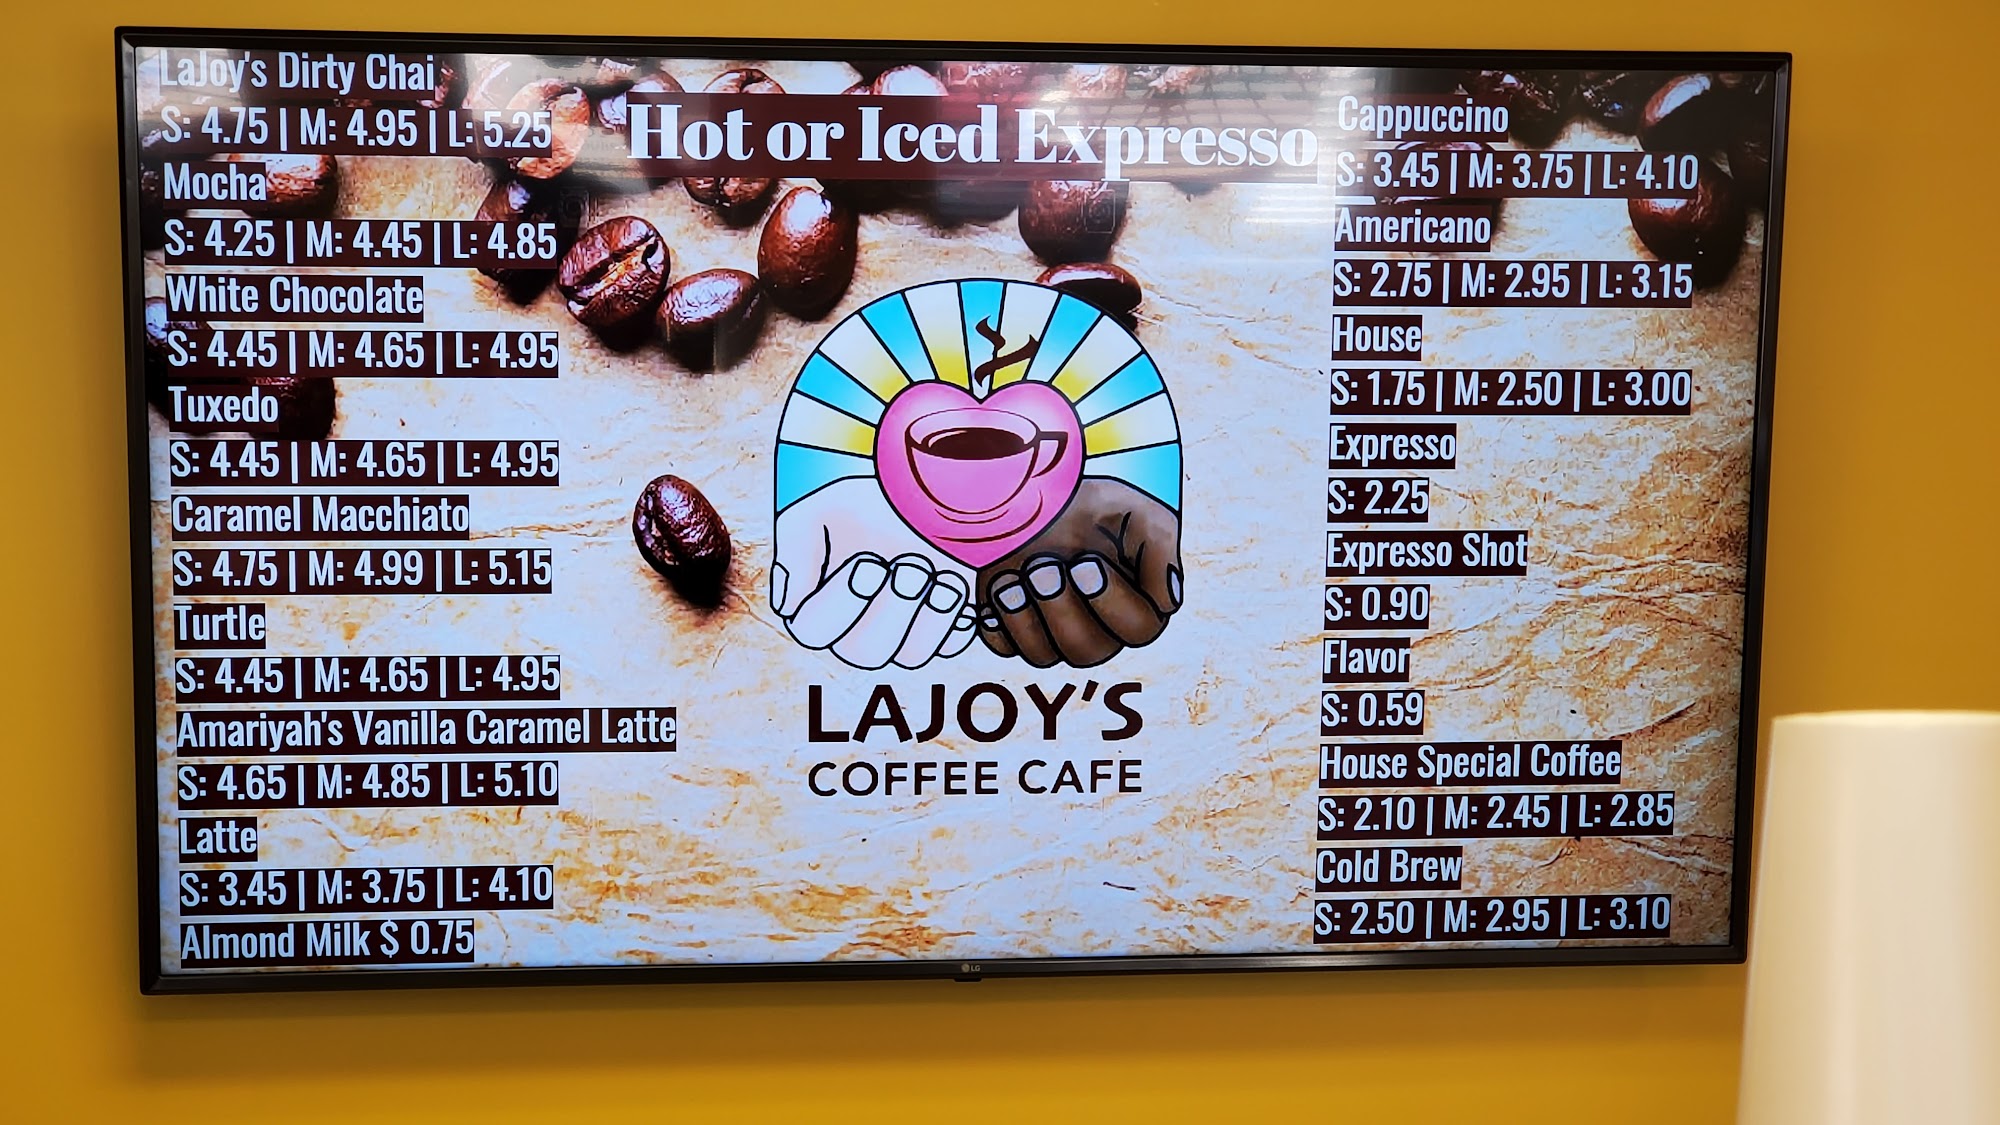 LaJoy's Dirty Chai
S: 4.75 | M: 4.95 | L: 5.25
Mocha
S: 4.25 | M: 4.45 | L: 4.85
White Chocolate
S: 4.45 | M: 4.65 | L: 4.95
Tuxedo
S: 4.45 | M: 4.65 | L: 4.95
Caramel Macchiato
S: 4.75 | M: 4.99 | L: 5.15
Turtle
S: 4.45 | M: 4.65 | L: 4.95
Amariyah's Vanilla Caramel Latte
S: 4.65 | M: 4.85 | L: 5.10
Latte
S: 3.45 | M: 3.75 | L: 4.10
Almond Milk $ 0.75
Hot or Iced Expresso
LAJOY'S
COFFEE CAFE
Cappuccino
S: 3.45 | M: 3.75 | L: 4.10
Americano
S: 2.75 | M: 2.95 | L: 3.15
House
S: 1.75 | M: 2.50 | L: 3.00
Expresso
S: 2.25
Expresso Shot
S: 0.90
Flavor
S: 0.59
House Special Coffee
S: 2.10 | M: 2.45 | L: 2.85
Cold Brew
S: 2.50 | M: 2.95 | L: 3.10
LG